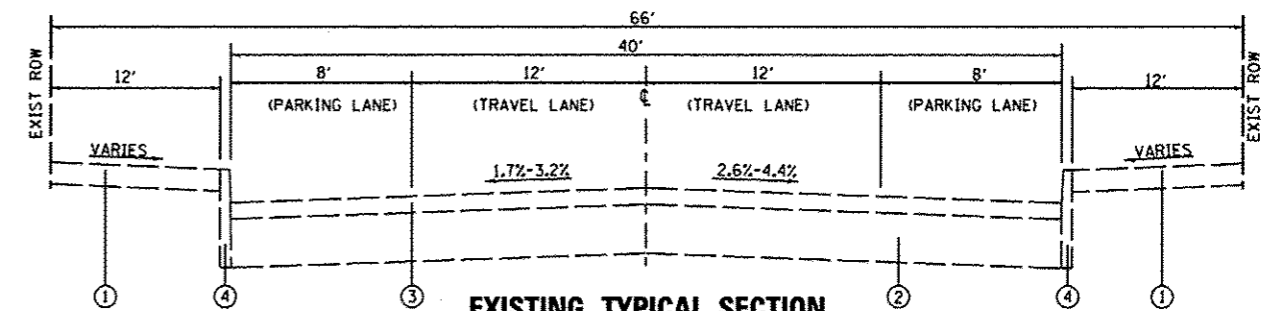 66'
40'
12' 8' 12' 12' 8' 12'
EXIST ROW
(PARKING LANE) (TRAVEL LANE) ℄ (TRAVEL LANE) (PARKING LANE)
EXIST ROW
VARIES 1.7%-3.2% 2.6%-4.4% VARIES
① ④ ③ ② ④ ①
EXISTING TYPICAL SECTION